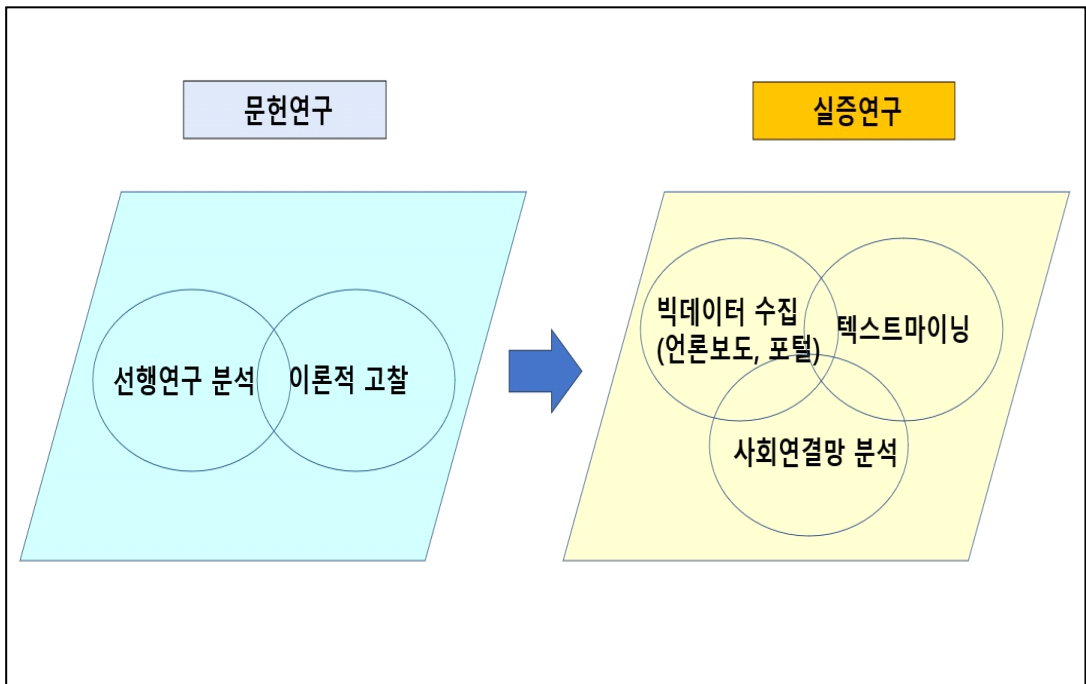 문헌연구
실증연구
선행연구 분석
이론적 고찰
빅데이터 수집
(언론보도, 포털)
텍스트마이닝
사회연결망 분석